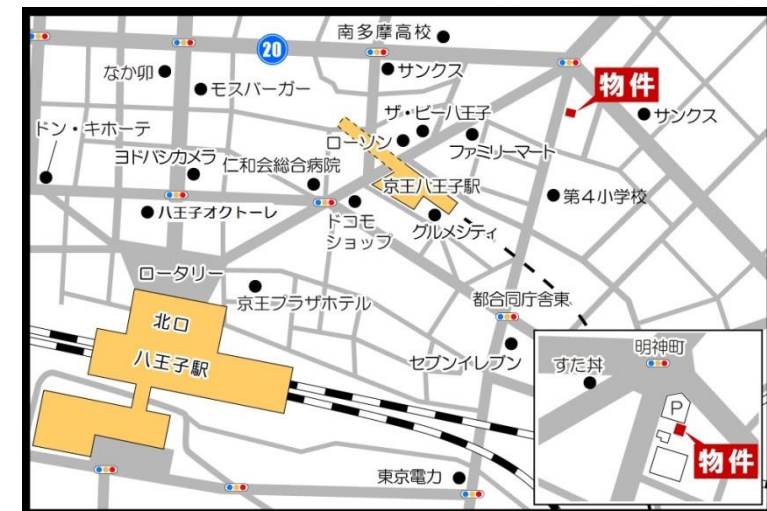 南多摩高校
20
なか卯
サンクス
モスバーガー
物件
サンクス
ザ・ビー八王子
ドン・キホーテ
ローソン
ファミリーマート
ヨドバシカメラ
仁和会総合病院
京王八王子駅
第4小学校
八王子オクトーレ
ドコモ
ショップ
グルメシティ
ロータリー
京王プラザホテル
都合同庁舎東
北口
八王子駅
セブンイレブン
明神町
すた丼
P
物件
東京電力